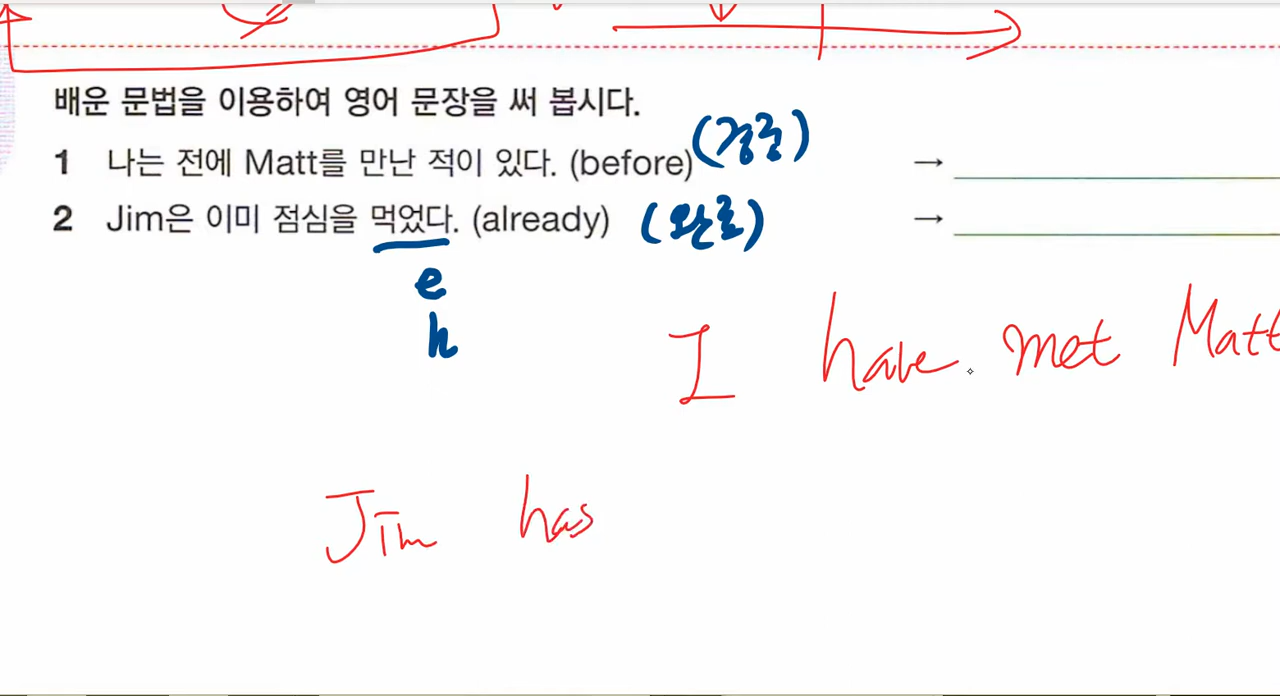 배운 문법을 이용하여 영어 문장을 써 봅시다.
1 나는 전에 Matt를 만난 적이 있다. (before) (경험) →
2 Jim은 이미 점심을 먹었다. (already) (완료) →
e
h
I have met Matt
Jim has